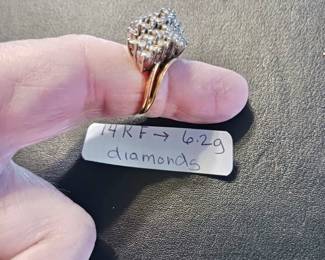 14KF → 6.2g
diamonds